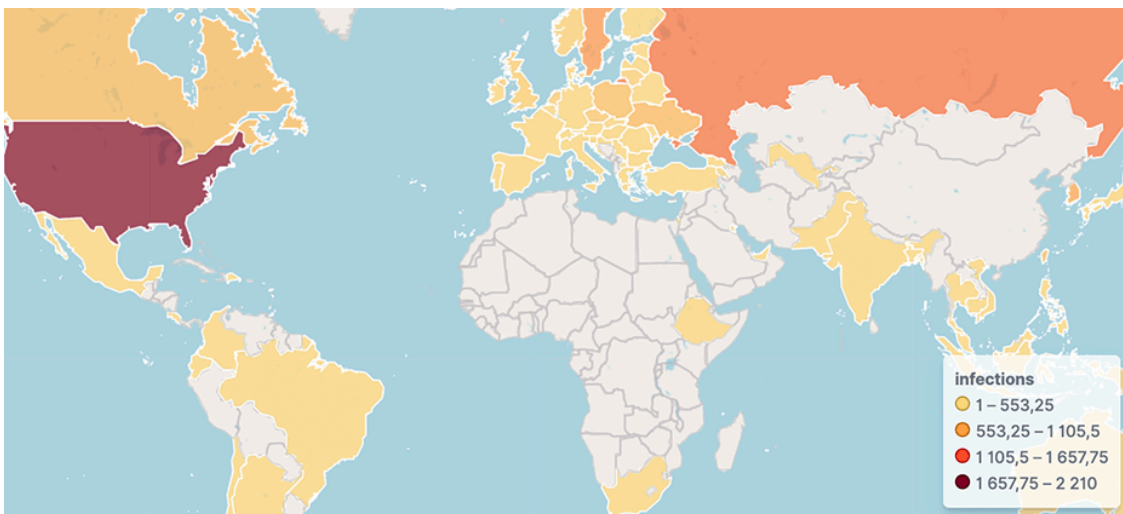 infections
1 – 553,25
553,25 – 1 105,5
1 105,5 – 1 657,75
1 657,75 – 2 210